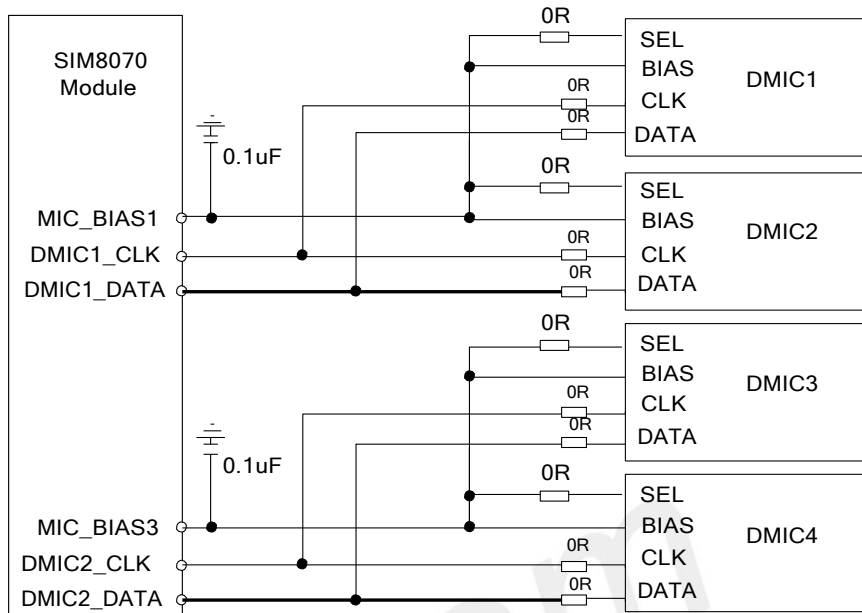 SIM8070
Module
0.1uF
MIC_BIAS1
DMIC1_CLK
DMIC1_DATA
0.1uF
MIC_BIAS3
DMIC2_CLK
DMIC2_DATA
0R
SEL
BIAS
0R
CLK
0R
DATA
DMIC1
0R
SEL
BIAS
0R
CLK
0R
DATA
DMIC2
0R
SEL
BIAS
0R
CLK
0R
DATA
DMIC3
0R
SEL
BIAS
0R
CLK
0R
DATA
DMIC4